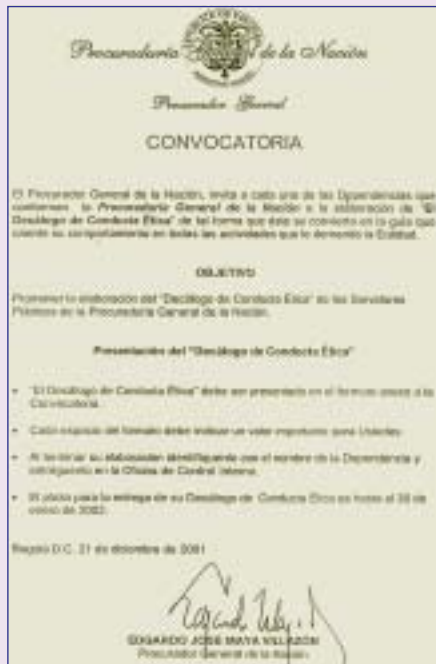 Procuraduría General de la Nación
Procurador General
CONVOCATORIA
El Procurador General de la Nación, invita a cada una de las Dependencias que
conforman la Procuraduría General de la Nación a la elaboración de "El
Decálogo de Conducta Ética" de tal forma que éste se convierta en la guía que
oriente su comportamiento en todas las actividades que le demanda la Entidad.
OBJETIVO
Promover la elaboración del "Decálogo de Conducta Ética" de los Servidores
Públicos de la Procuraduría General de la Nación.
Presentación del "Decálogo de Conducta Ética"
• "El Decálogo de Conducta Ética" debe ser presentado en el formato anexo a la
Convocatoria.
• Cada espacio del formato debe indicar un valor importante para Ustedes.
• Al terminar su elaboración identifíquenlo con el nombre de la Dependencia y
entréguenlo en la Oficina de Control Interno.
• El plazo para la entrega de su Decálogo de Conducta Ética es hasta el de
enero de 2002.
Bogotá D.C. 21 de diciembre de 2001
EDGARDO JOSÉ MAYA VILLAZÓN
Procurador General de la Nación